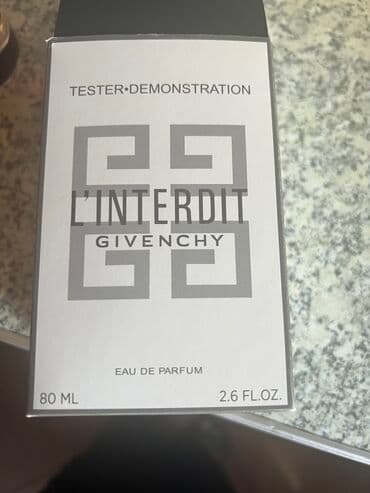 TESTER•DEMONSTRATION
L'INTERDIT
GIVENCHY
EAU DE PARFUM
80 ML 2.6 FL.OZ.